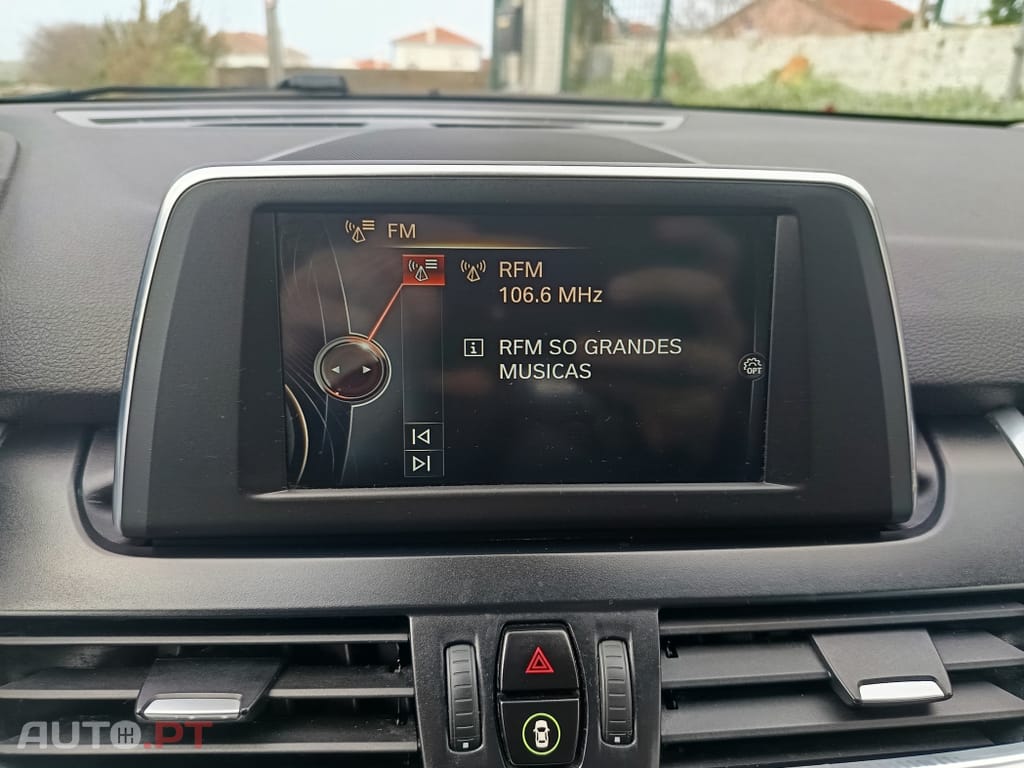 FM
RFM
106.6 MHz
i RFM SO GRANDES
MUSICAS
OPT
AUTO.PT